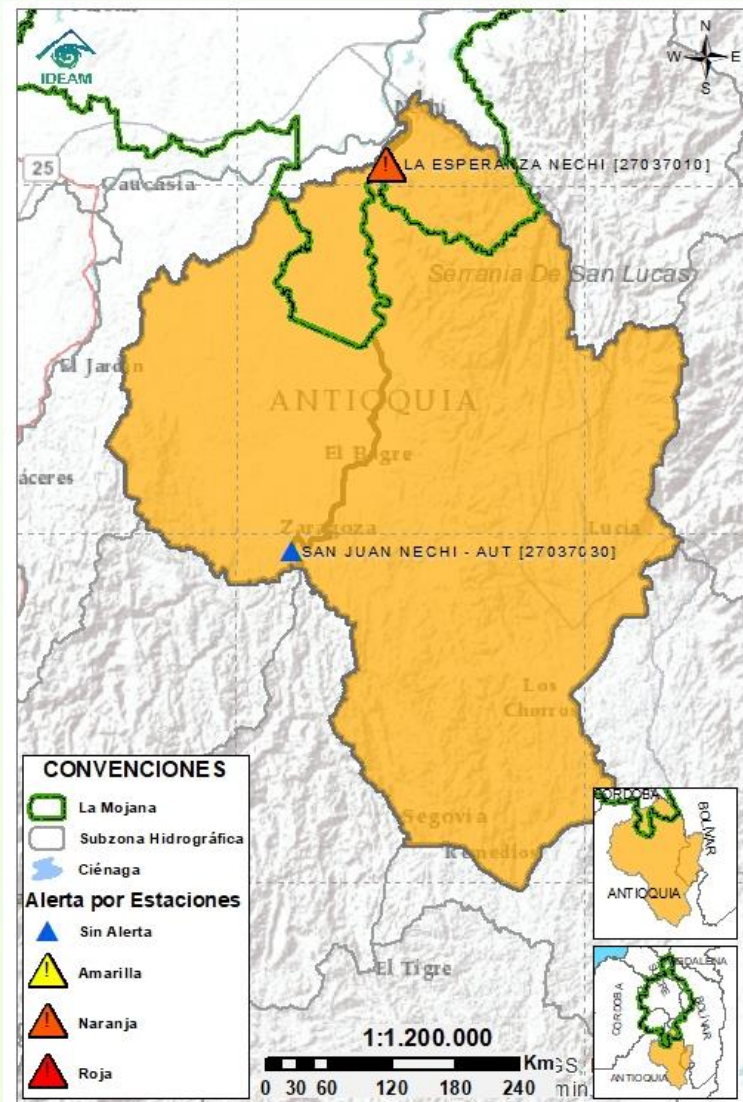 IDEAM
N
W E
S
25
Caucasia
LA ESPERANZA NECHI [27037010]
Serrania De San Lucas
El Jardin
ANTIOQUIA
El Bagre
áceres
Zaragoza
Lucia
SAN JUAN NECHI - AUT [27037030]
Los
Chorros
Segovia
Remedios
El Tigre
CONVENCIONES
La Mojana
Subzona Hidrográfica
Ciénaga
Alerta por Estaciones
Sin Alerta
Amarilla
Naranja
Roja
1:1.200.000
Km
0 30 60 120 180 240
CORDOBA
BOLIVAR
ANTIOQUIA
SUCRE
CORDOBA
BOLIVAR
ANTIOQUIA